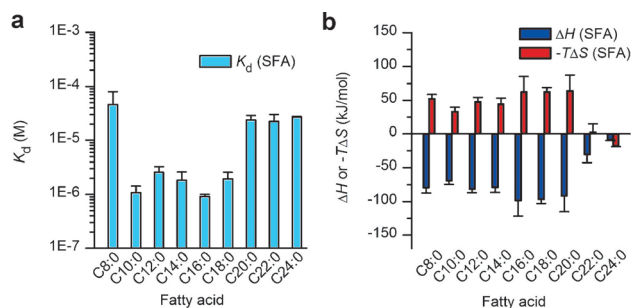 a
1E-3
1E-4
1E-5
1E-6
1E-7
K_d (M)
K_d (SFA)
C8:0
C10:0
C12:0
C14:0
C16:0
C18:0
C20:0
C22:0
C24:0
Fatty acid
b
150
100
50
0
-50
-100
-150
ΔH or -TΔS (kJ/mol)
ΔH (SFA)
-TΔS (SFA)
C8:0
C10:0
C12:0
C14:0
C16:0
C18:0
C20:0
C22:0
C24:0
Fatty acid